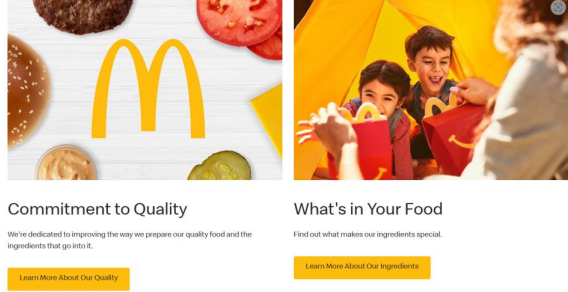 Commitment to Quality
We're dedicated to improving the way we prepare our quality food and the
ingredients that go into it.
Learn More About Our Quality
What's in Your Food
Find out what makes our ingredients special.
Learn More About Our Ingredients